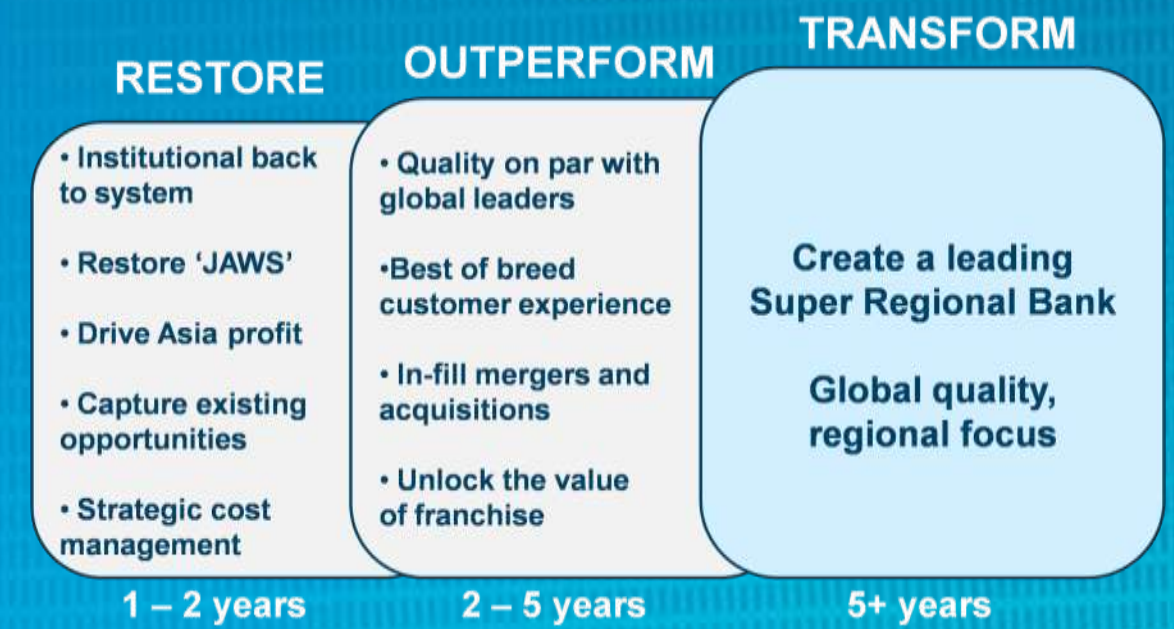 RESTORE
• Institutional back
to system
• Restore ‘JAWS’
• Drive Asia profit
• Capture existing
opportunities
• Strategic cost
management
1 – 2 years
OUTPERFORM
• Quality on par with
global leaders
•Best of breed
customer experience
• In-fill mergers and
acquisitions
• Unlock the value
of franchise
2 – 5 years
TRANSFORM
Create a leading
Super Regional Bank
Global quality,
regional focus
5+ years